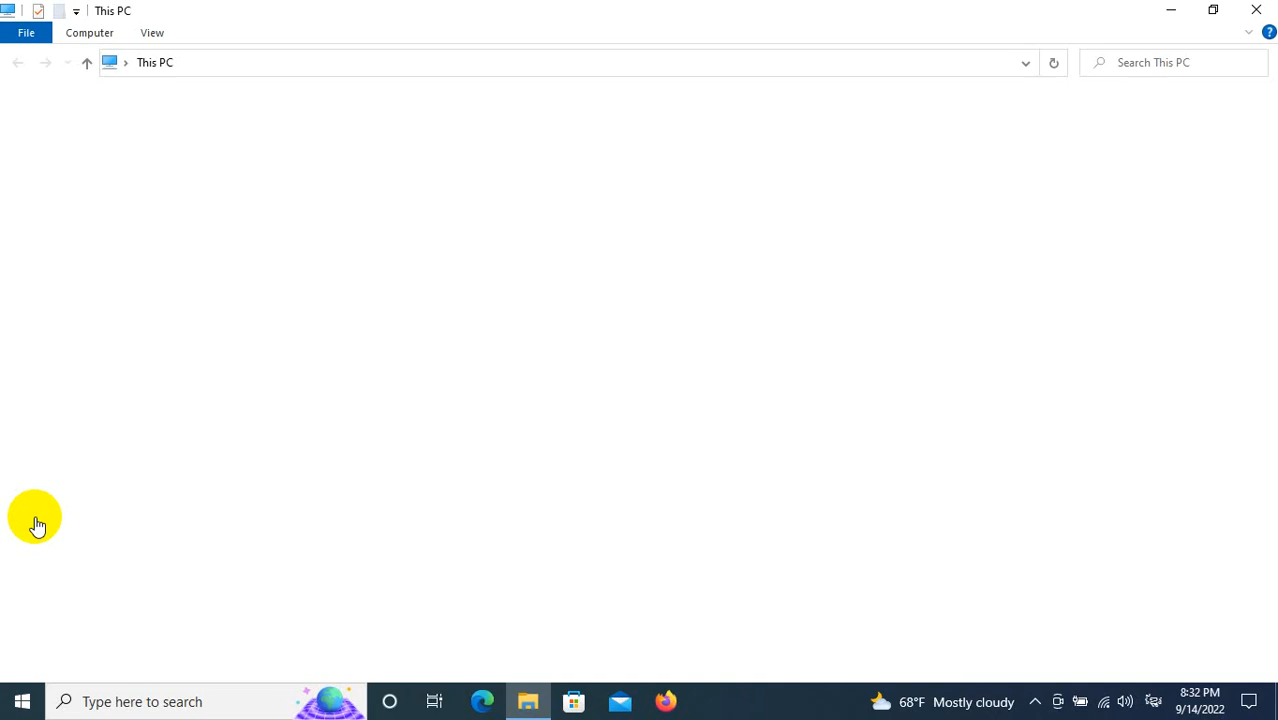 This PC
File Computer View ?
This PC Search This PC
Type here to search 68°F Mostly cloudy 8:32 PM
9/14/2022